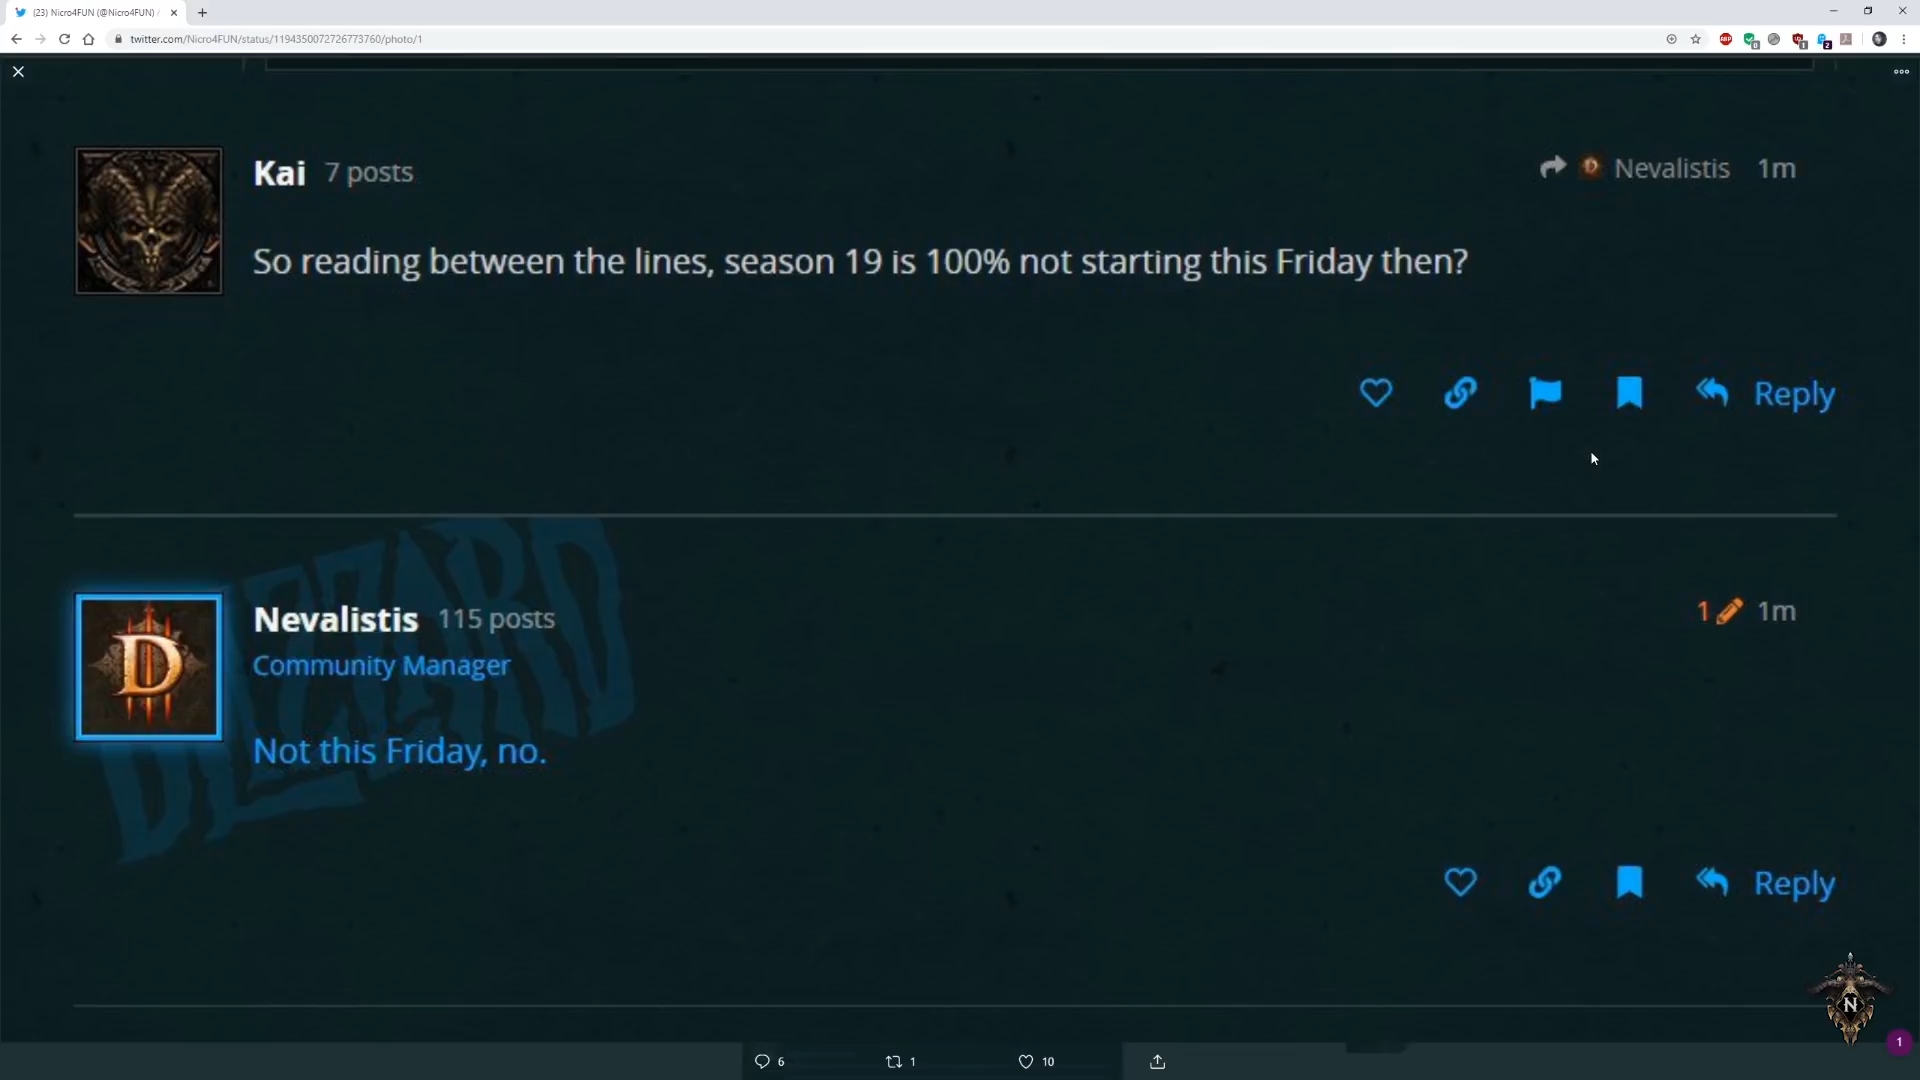 (23) Nicro4FUN (@Nicro4FUN) /
twitter.com/Nicro4FUN/status/1194350072726773760/photo/1
Kai 7 posts
Nevalistis 1m
So reading between the lines, season 19 is 100% not starting this Friday then?
Reply
BLIZZARD
Nevalistis 115 posts
1 1m
Community Manager
Not this Friday, no.
Reply
N
1
6 1 10